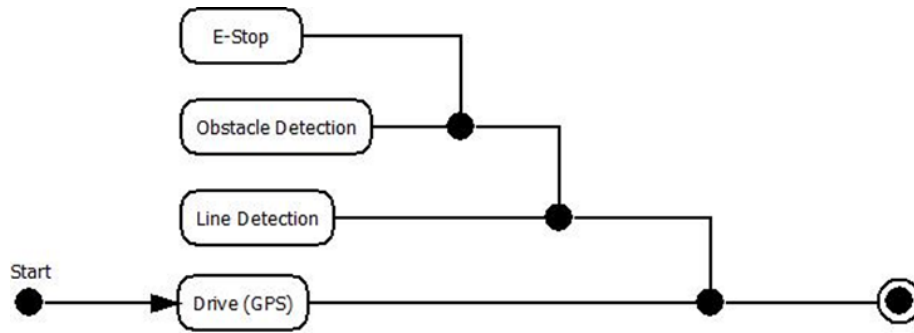 E-Stop
Obstacle Detection
Line Detection
Start
Drive (GPS)